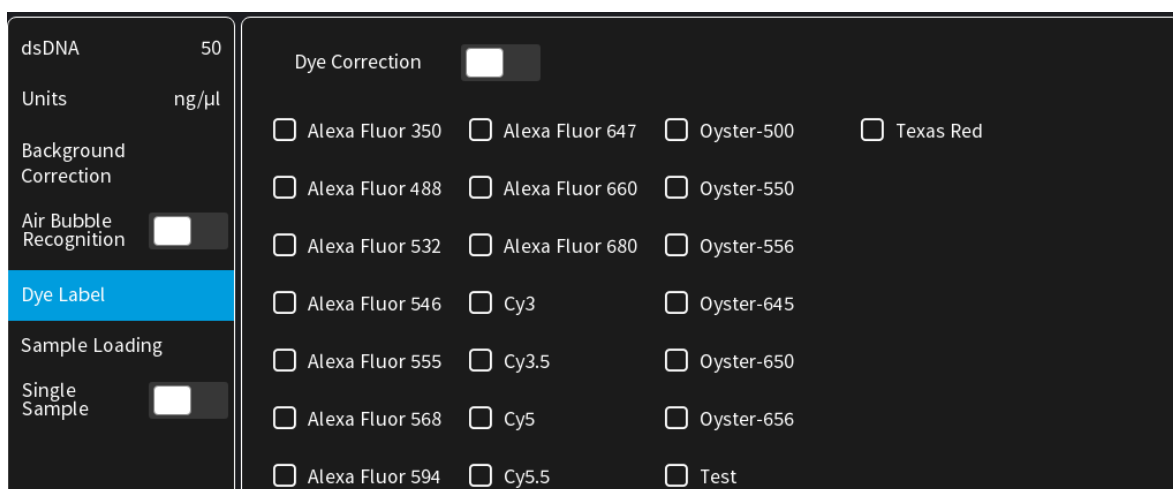 dsDNA 50
Units ng/µl
Background
Correction
Air Bubble
Recognition
Dye Label
Sample Loading
Single
Sample
Dye Correction
Alexa Fluor 350 Alexa Fluor 647 Oyster-500 Texas Red
Alexa Fluor 488 Alexa Fluor 660 Oyster-550
Alexa Fluor 532 Alexa Fluor 680 Oyster-556
Alexa Fluor 546 Cy3 Oyster-645
Alexa Fluor 555 Cy3.5 Oyster-650
Alexa Fluor 568 Cy5 Oyster-656
Alexa Fluor 594 Cy5.5 Test